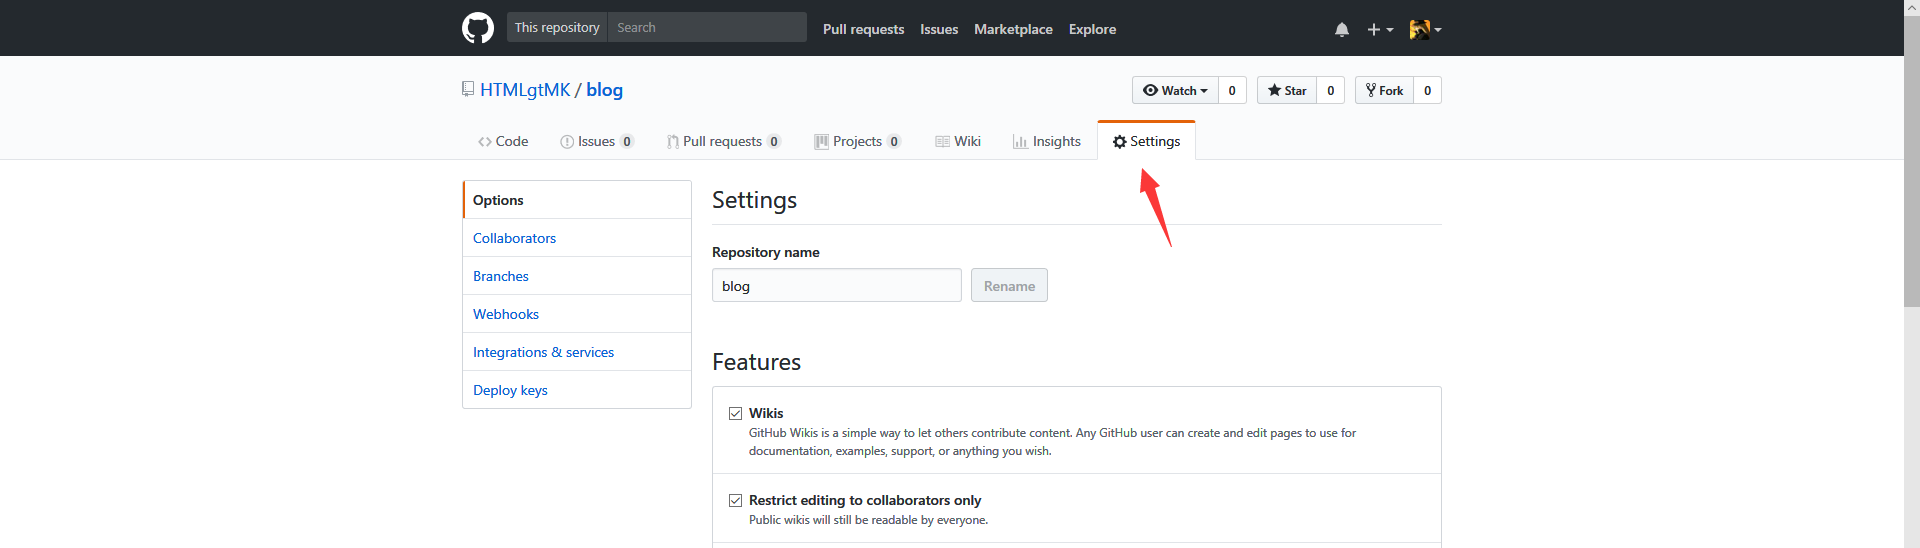 This repository Search Pull requests Issues Marketplace Explore
HTMLgtMK / blog Watch 0 Star 0 Fork 0
Code Issues 0 Pull requests 0 Projects 0 Wiki Insights Settings
Options
Collaborators
Branches
Webhooks
Integrations & services
Deploy keys
Settings
Repository name
blog Rename
Features
Wikis
GitHub Wikis is a simple way to let others contribute content. Any GitHub user can create and edit pages to use for
documentation, examples, support, or anything you wish.
Restrict editing to collaborators only
Public wikis will still be readable by everyone.